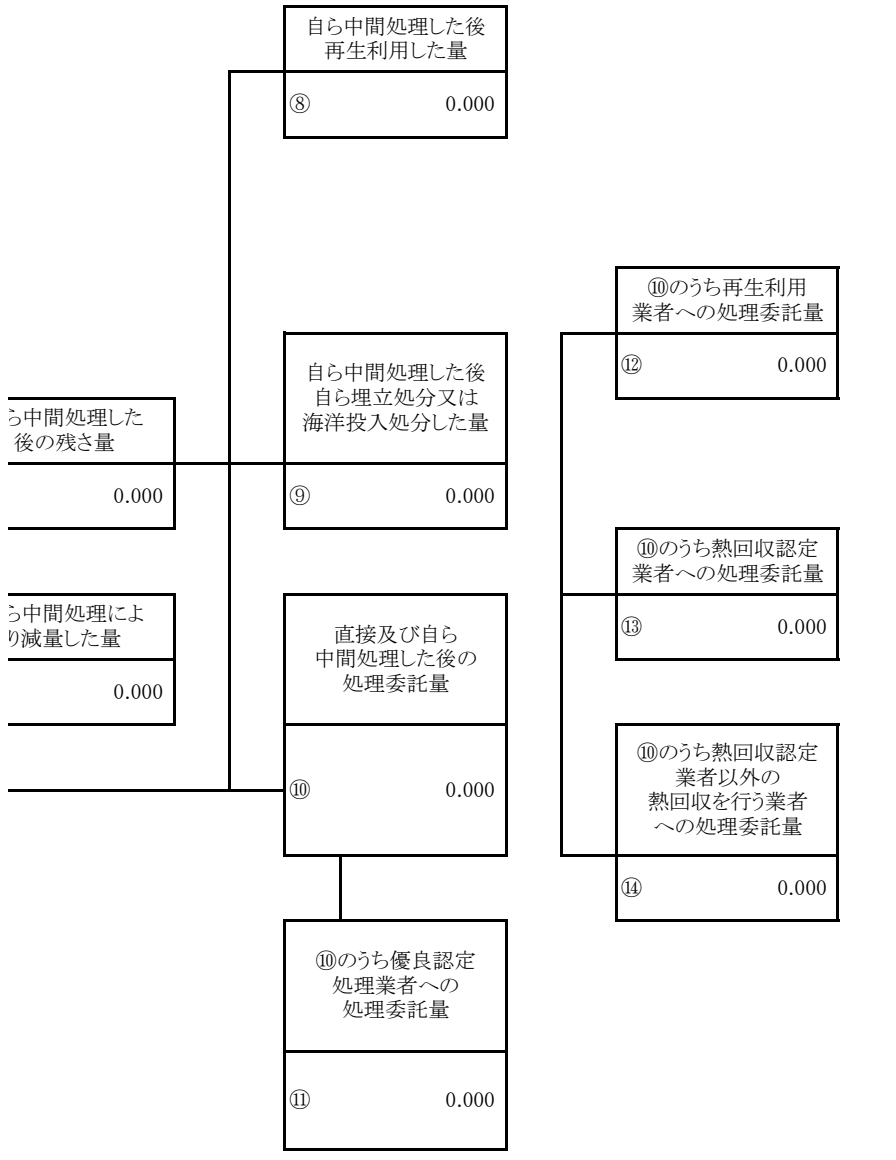 自ら中間処理した後
再生利用した量
⑧ 0.000
⑩のうち再生利用
業者への処理委託量
⑫ 0.000
自ら中間処理した後
自ら埋立処分又は
海洋投入処分した量
⑨ 0.000
ら中間処理した
後の残さ量
0.000
⑩のうち熱回収認定
業者への処理委託量
⑬ 0.000
ら中間処理によ
り減量した量
0.000
直接及び自ら
中間処理した後の
処理委託量
⑩ 0.000
⑩のうち熱回収認定
業者以外の
熱回収を行う業者
への処理委託量
⑭ 0.000
⑩のうち優良認定
処理業者への
処理委託量
⑪ 0.000